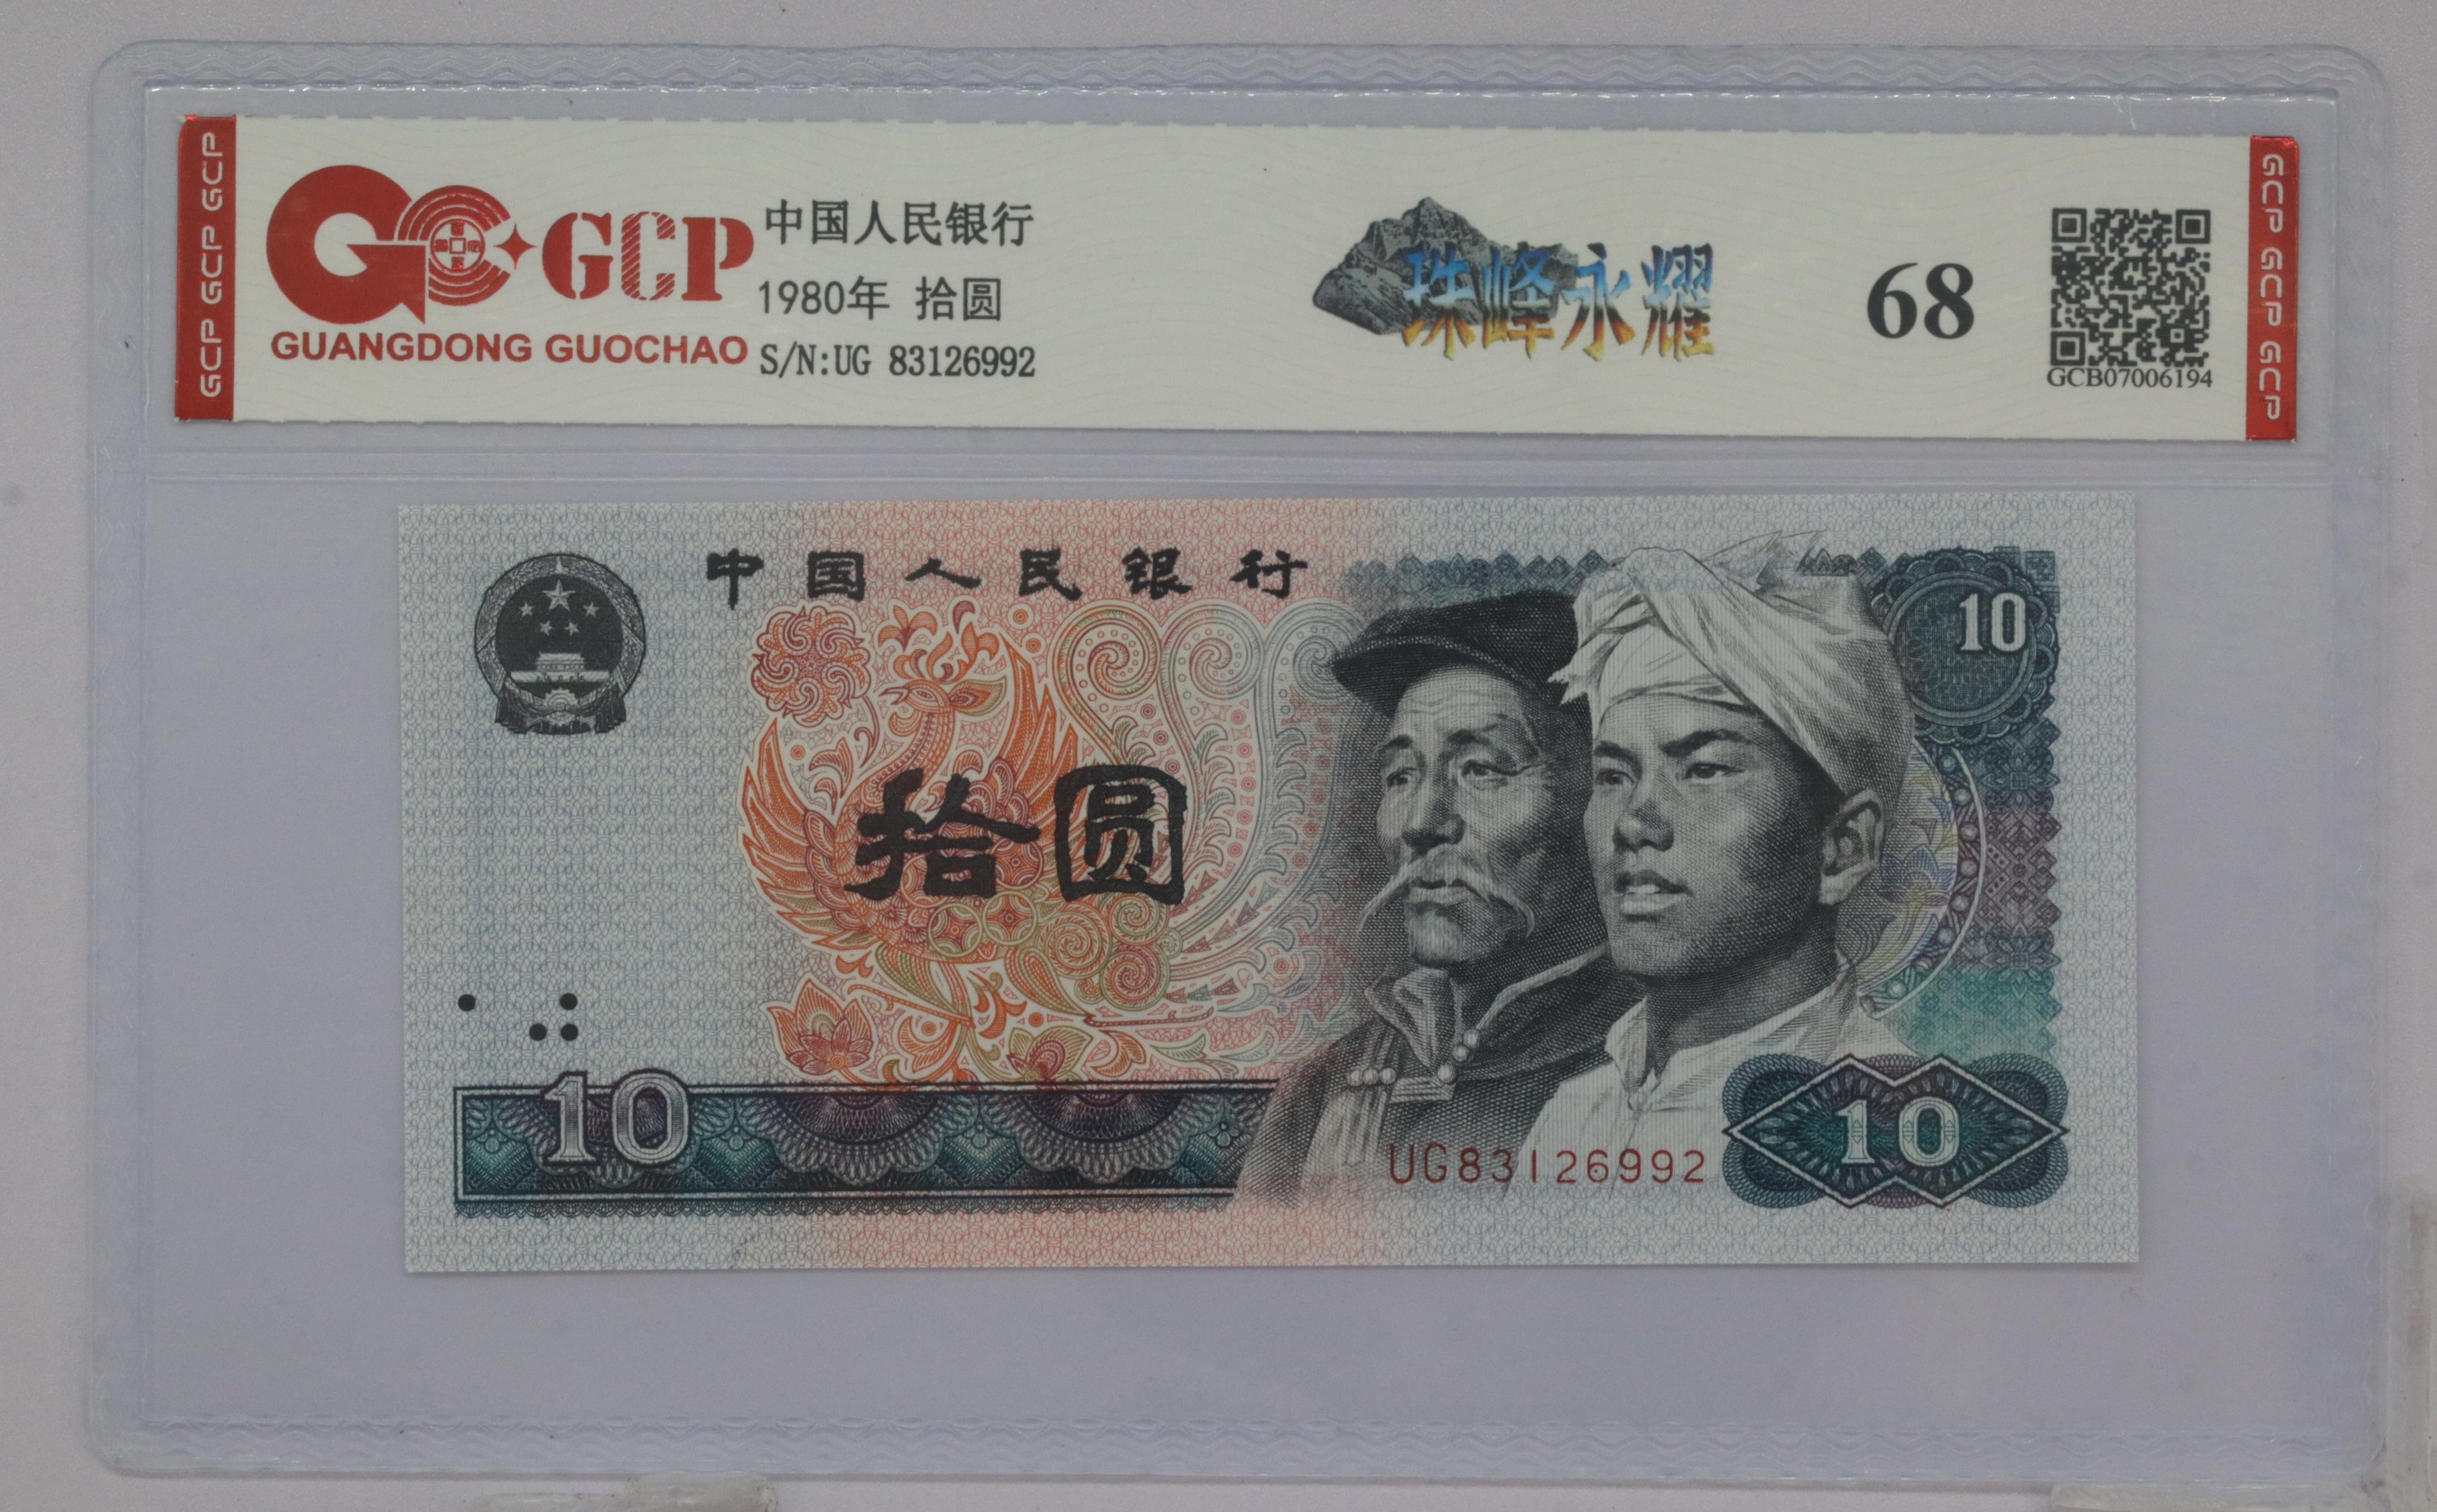 GCP GCP GCP
GCP
GUANGDONG GUOCHAO
中国人民银行
1980年 拾圆
S/N:UG 83126992
珠峰永耀
68
GCB07006194
GCP GCP GCP
中国人民银行
10
拾圆
10
UG83126992
10